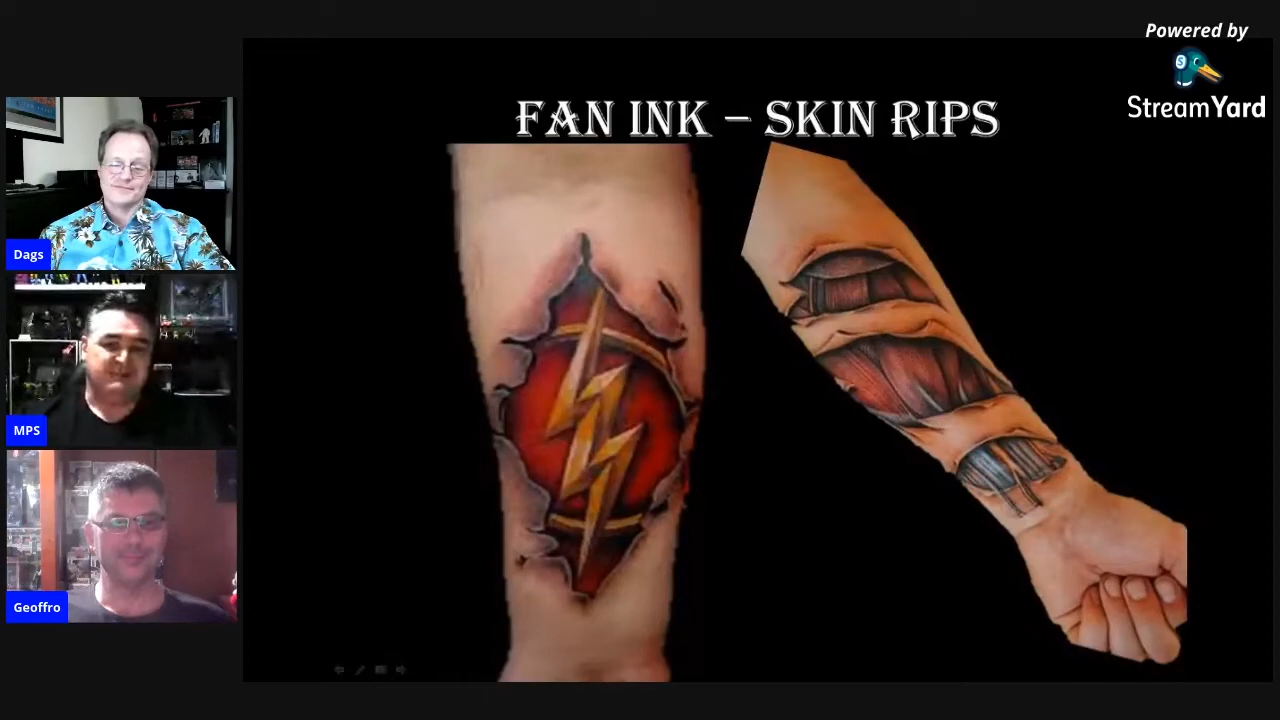 Powered by
StreamYard
FAN INK – SKIN RIPS
Dags
MPS
Geoffro